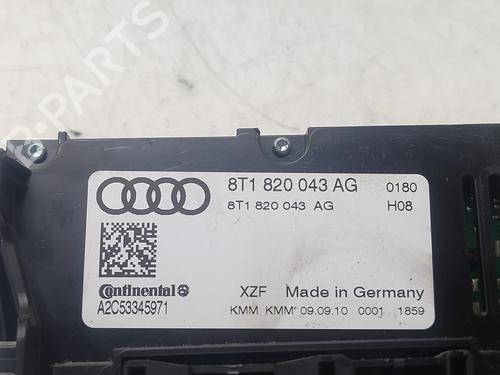 B-PARTS
8T1 820 043 AG 0180
8T1 820 043 AG H08
Continental
A2C53345971
XZF Made in Germany
KMM KMM* 09.09.10 0001 1859